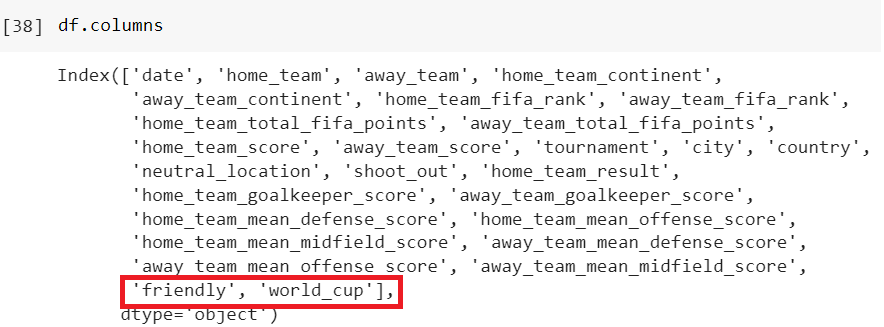 [38] df.columns
Index(['date', 'home_team', 'away_team', 'home_team_continent',
'away_team_continent', 'home_team_fifa_rank', 'away_team_fifa_rank',
'home_team_total_fifa_points', 'away_team_total_fifa_points',
'home_team_score', 'away_team_score', 'tournament', 'city', 'country',
'neutral_location', 'shoot_out', 'home_team_result',
'home_team_goalkeeper_score', 'away_team_goalkeeper_score',
'home_team_mean_defense_score', 'home_team_mean_offense_score',
'home_team_mean_midfield_score', 'away_team_mean_defense_score',
'away_team_mean_offense_score', 'away_team_mean_midfield_score',
'friendly', 'world_cup'],
dtype='object')